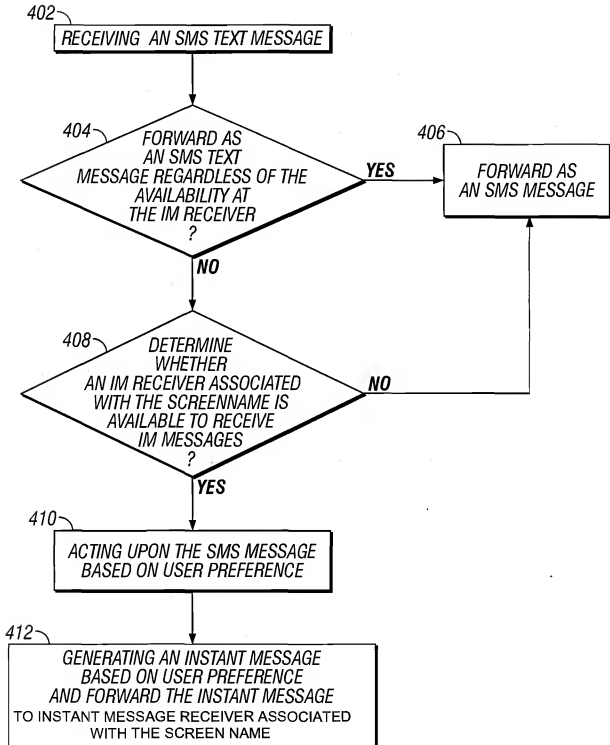 402
RECEIVING AN SMS TEXT MESSAGE
404
FORWARD AS
AN SMS TEXT
MESSAGE REGARDLESS OF THE
AVAILABILITY AT
THE IM RECEIVER
?
YES
406
FORWARD AS
AN SMS MESSAGE
NO
408
DETERMINE
WHETHER
AN IM RECEIVER ASSOCIATED
WITH THE SCREENNAME IS
AVAILABLE TO RECEIVE
IM MESSAGES
?
NO
YES
410
ACTING UPON THE SMS MESSAGE
BASED ON USER PREFERENCE
412
GENERATING AN INSTANT MESSAGE
BASED ON USER PREFERENCE
AND FORWARD THE INSTANT MESSAGE
TO INSTANT MESSAGE RECEIVER ASSOCIATED
WITH THE SCREEN NAME